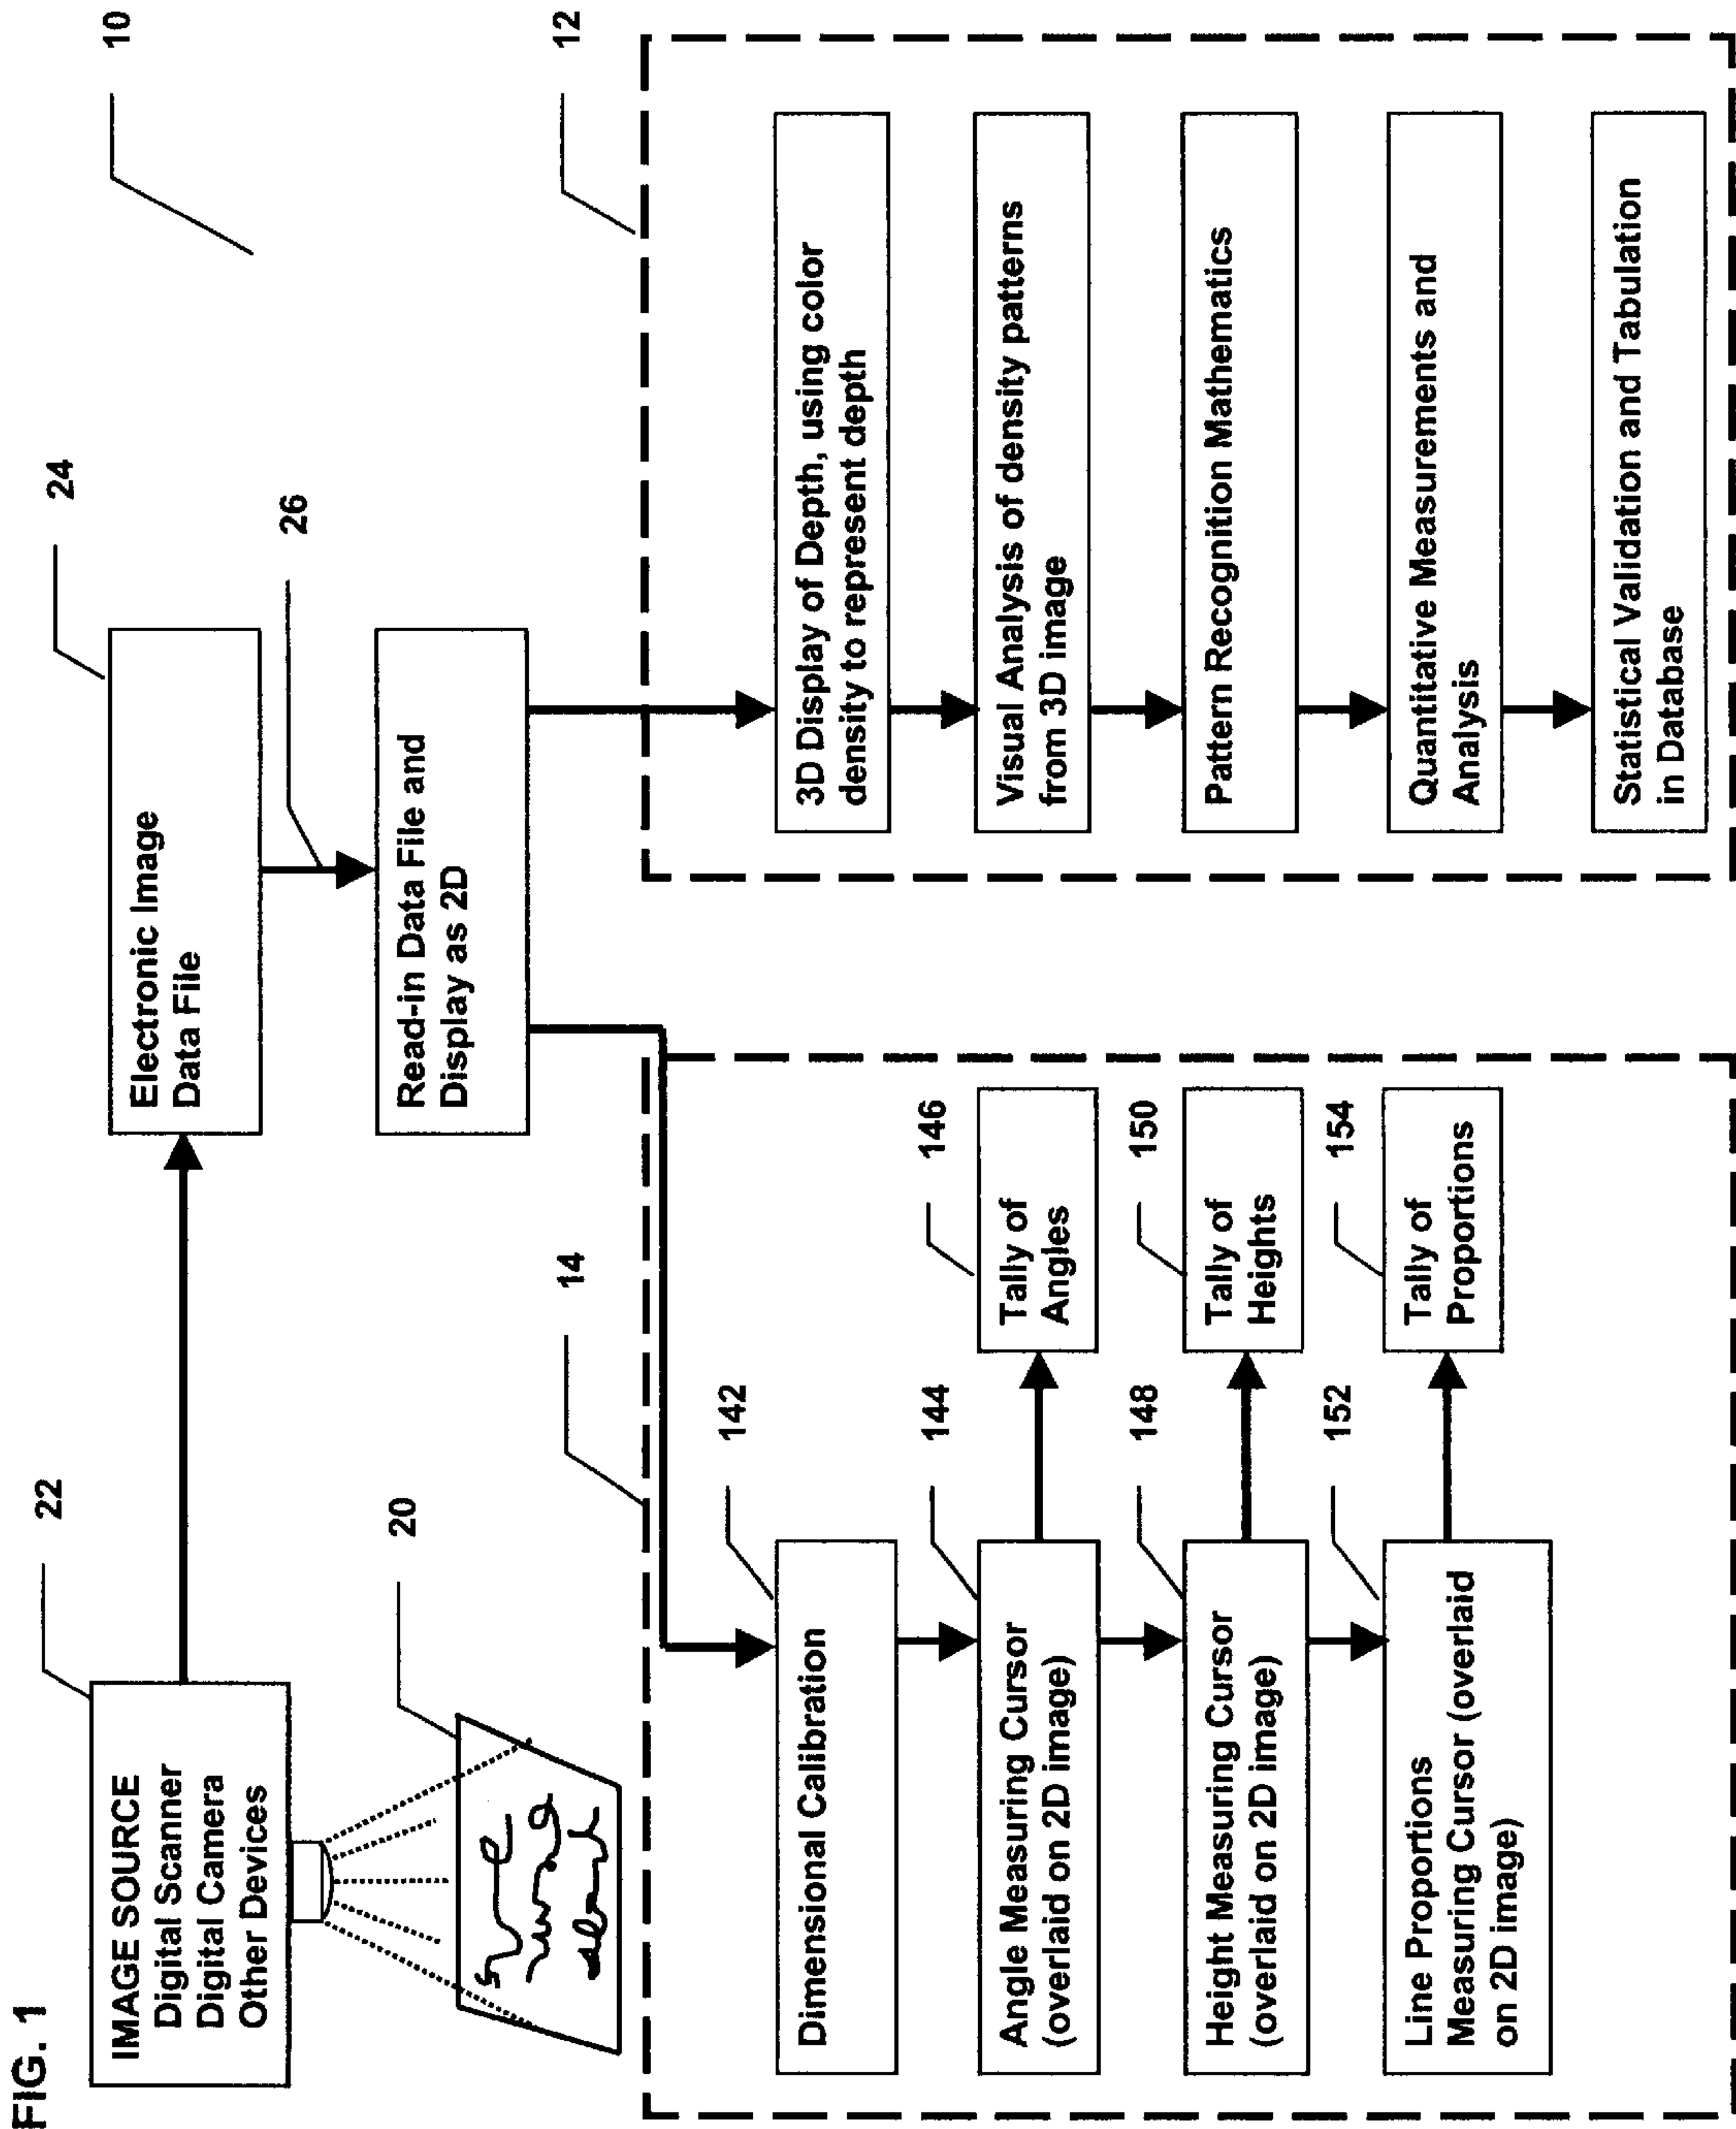 FIG. 1
10
22
IMAGE SOURCE
Digital Scanner
Digital Camera
Other Devices
24
Electronic Image
Data File
20
26
Read-in Data File and
Display as 2D
14
12
142
Dimensional Calibration
144
Angle Measuring Cursor
(overlaid on 2D image)
146
Tally of
Angles
148
Height Measuring Cursor
(overlaid on 2D image)
150
Tally of
Heights
152
Line Proportions
Measuring Cursor (overlaid
on 2D image)
154
Tally of
Proportions
3D Display of Depth, using color
density to represent depth
Visual Analysis of density patterns
from 3D image
Pattern Recognition Mathematics
Quantitative Measurements and
Analysis
Statistical Validation and Tabulation
in Database